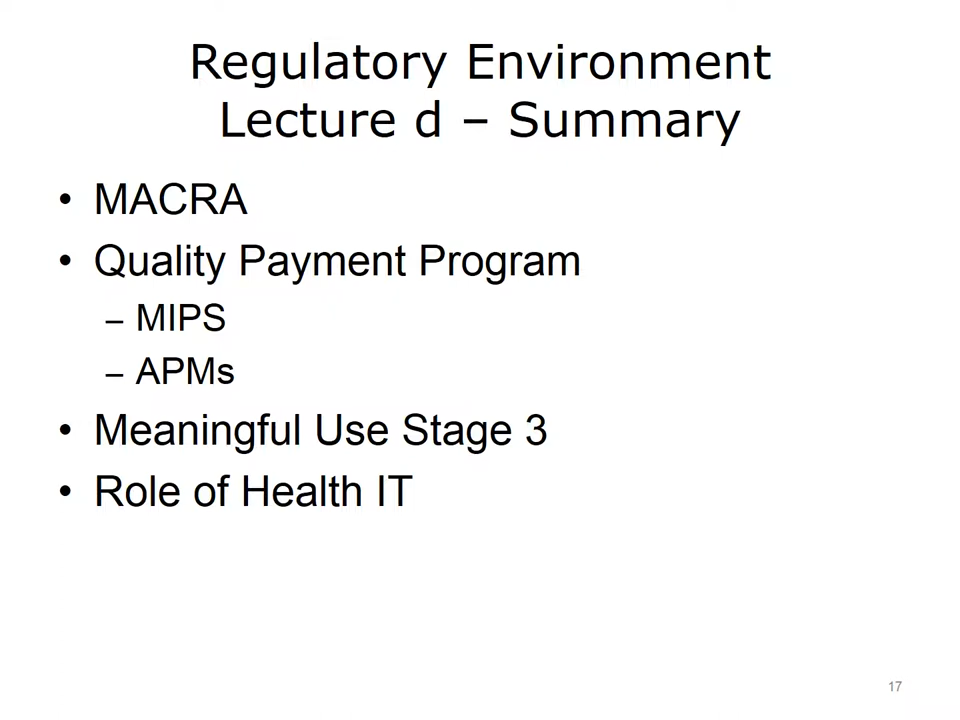 Regulatory Environment
Lecture d – Summary
• MACRA
• Quality Payment Program
– MIPS
– APMs
• Meaningful Use Stage 3
• Role of Health IT
17